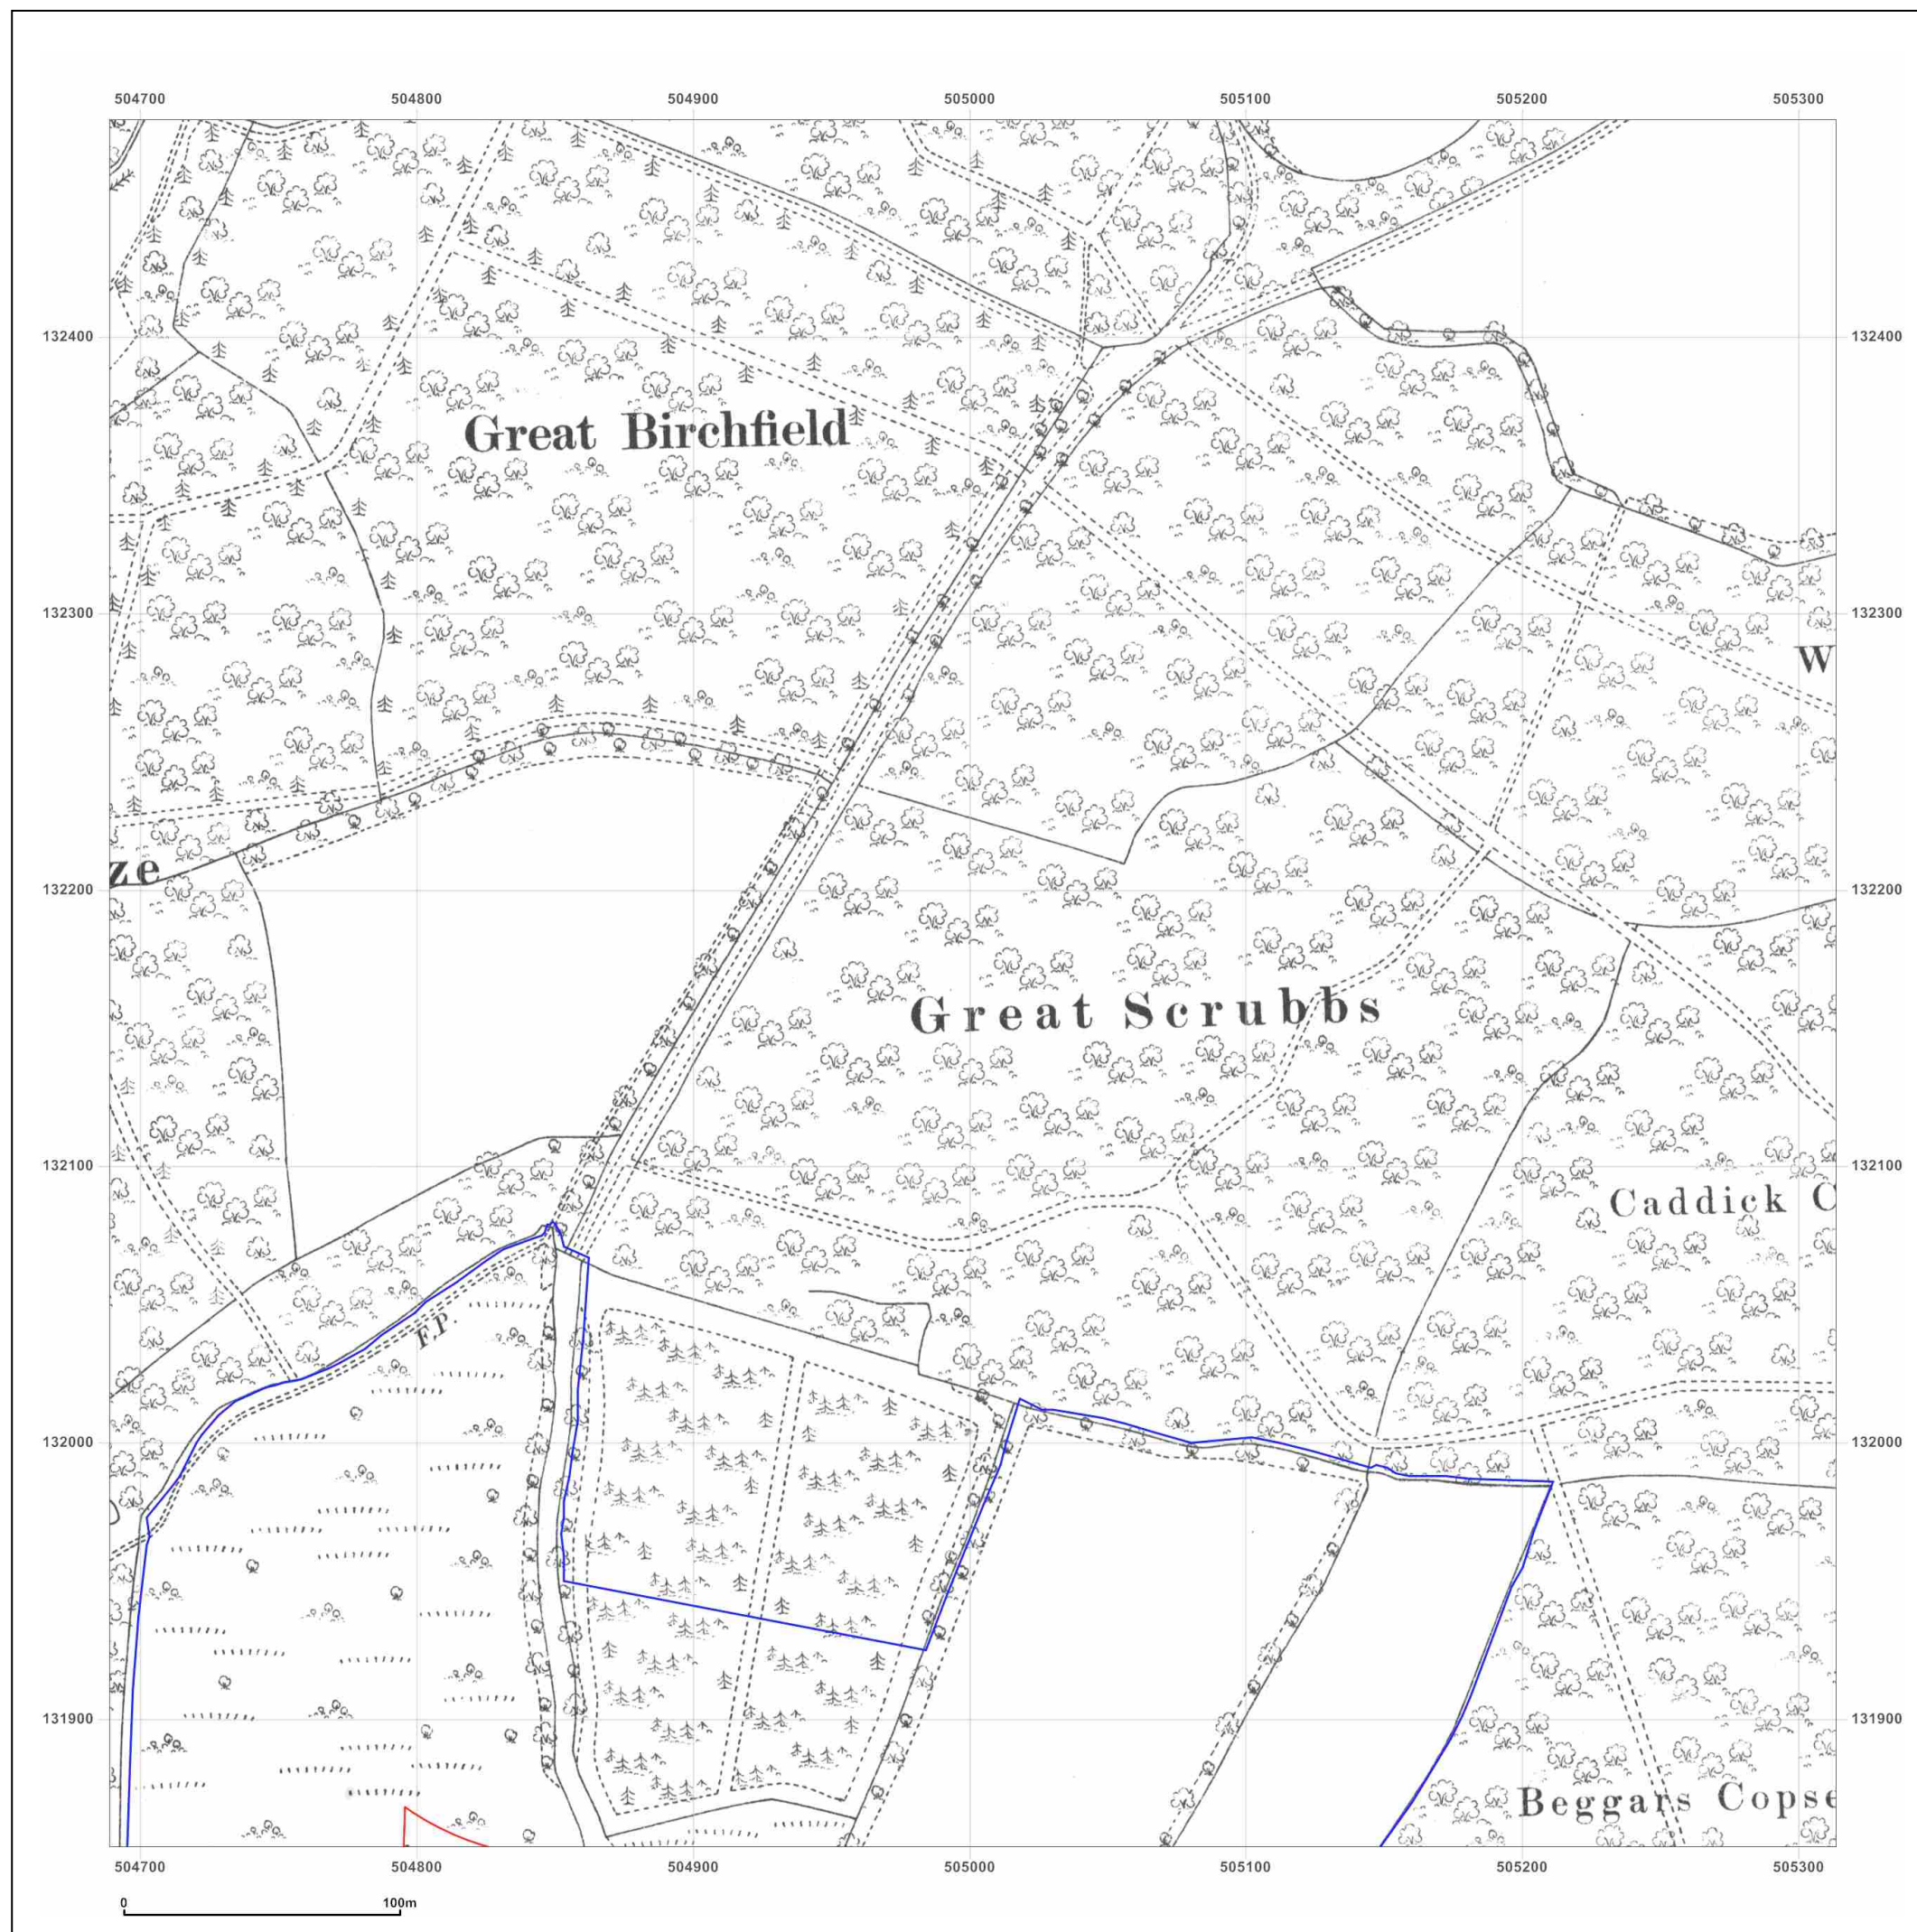 504700 504800 504900 505000 505100 505200 505300
132400 132400
Great Birchfield
132300 132300
W
ze
132200 132200
Great Scrubbs
132100 132100
Caddick C
F.P.
132000 132000
131900 131900
Beggars Copse
504700 504800 504900 505000 505100 505200 505300
0 100m